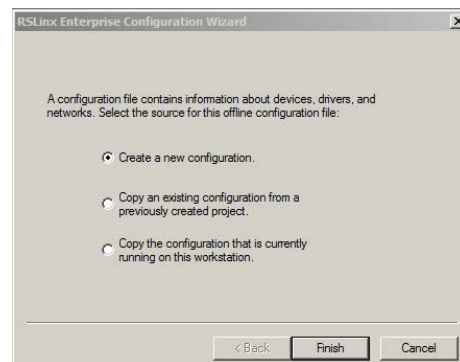 RSLinx Enterprise Configuration Wizard
A configuration file contains information about devices, drivers, and
networks. Select the source for this offline configuration file:
Create a new configuration.
Copy an existing configuration from a
previously created project.
Copy the configuration that is currently
running on this workstation.
< Back
Finish
Cancel